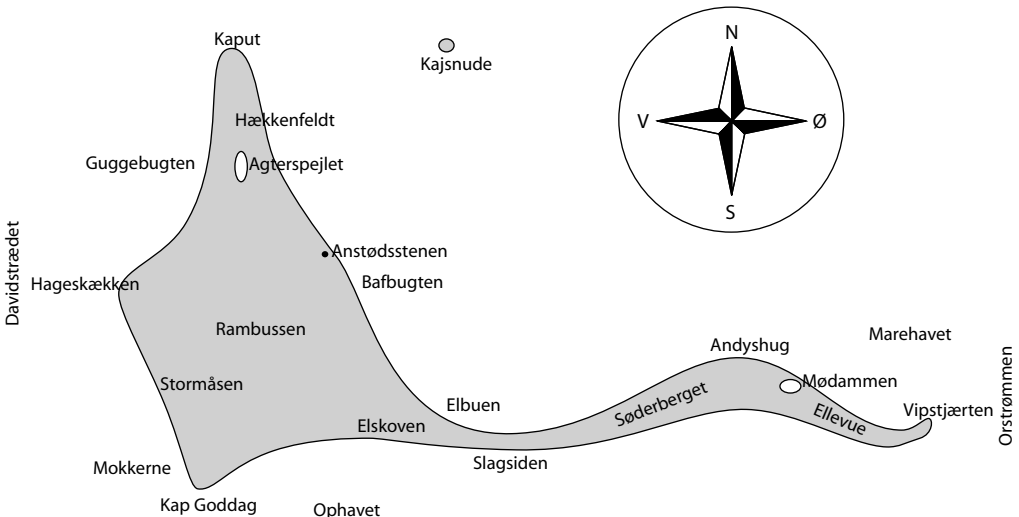 Kaput
Kajsnude
N
V
Ø
S
Hækkenfeldt
Guggebugten
Agterspejlet
Davidstrædet
Anstødsstenen
Hageskækken
Bafbugten
Rambussen
Marehavet
Andyshug
Stormåsen
Mødammen
Orstrømmen
Søderberget
Elbuen
Ellevue
Vipstjærten
Elskoven
Slagsiden
Mokkerne
Kap Goddag
Ophavet